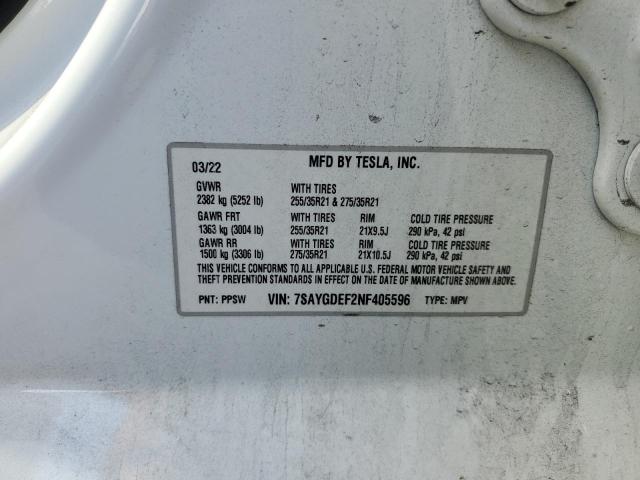 03/22 MFD BY TESLA, INC.
GVWR WITH TIRES
2382 kg (5252 lb) 255/35R21 & 275/35R21
GAWR FRT WITH TIRES RIM COLD TIRE PRESSURE
1363 kg (3004 lb) 255/35R21 21X9.5J 290 kPa, 42 psi
GAWR RR WITH TIRES RIM COLD TIRE PRESSURE
1500 kg (3306 lb) 275/35R21 21X10.5J 290 kPa, 42 psi
THIS VEHICLE CONFORMS TO ALL APPLICABLE U.S. FEDERAL MOTOR VEHICLE SAFETY AND
THEFT PREVENTION STANDARDS IN EFFECT ON THE DATE OF MANUFACTURE SHOWN ABOVE.
PNT: PPSW VIN: 7SAYGDEF2NF405596 TYPE: MPV